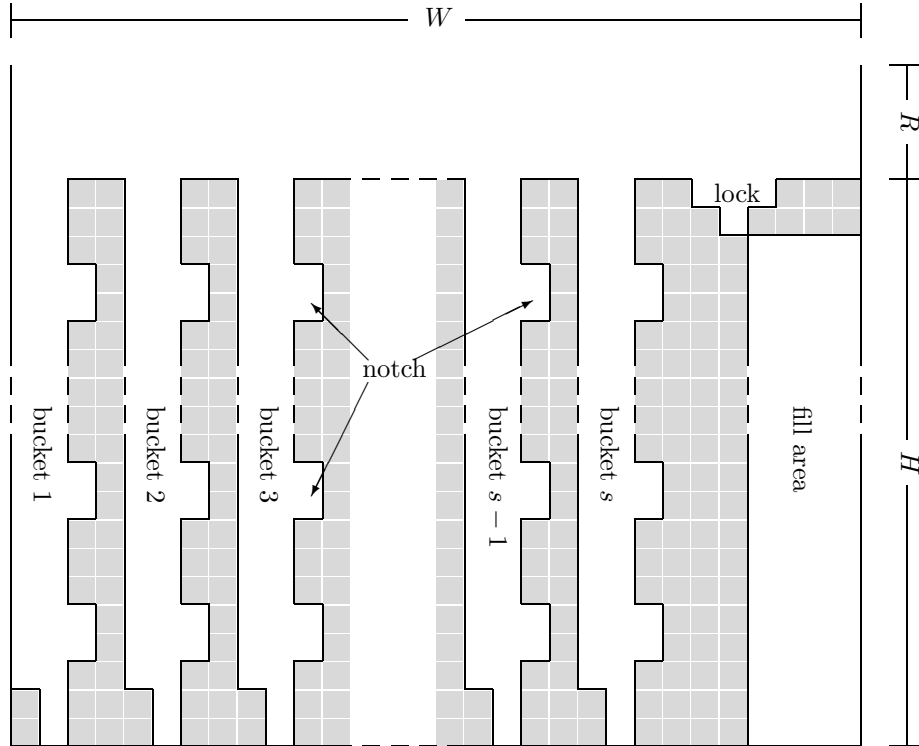 W
R
lock
notch
bucket 1
bucket 2
bucket 3
bucket s − 1
bucket s
fill area
H